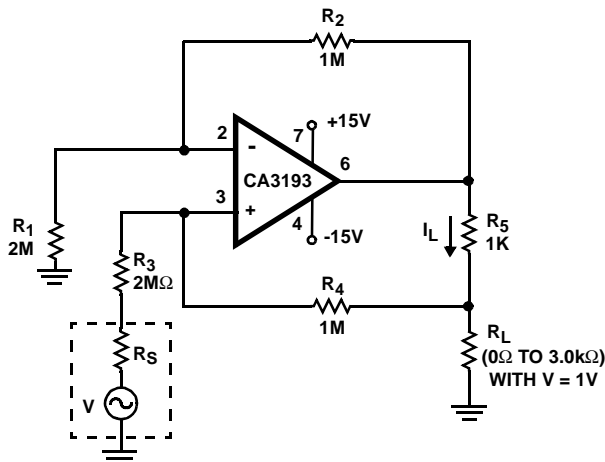 R2
1M
+15V
7
2
-
6
CA3193
3
+
4
-15V
R1
2M
R3
2MΩ
IL
R5
1K
R4
1M
RS
RL
(0Ω TO 3.0kΩ)
WITH V = 1V
V